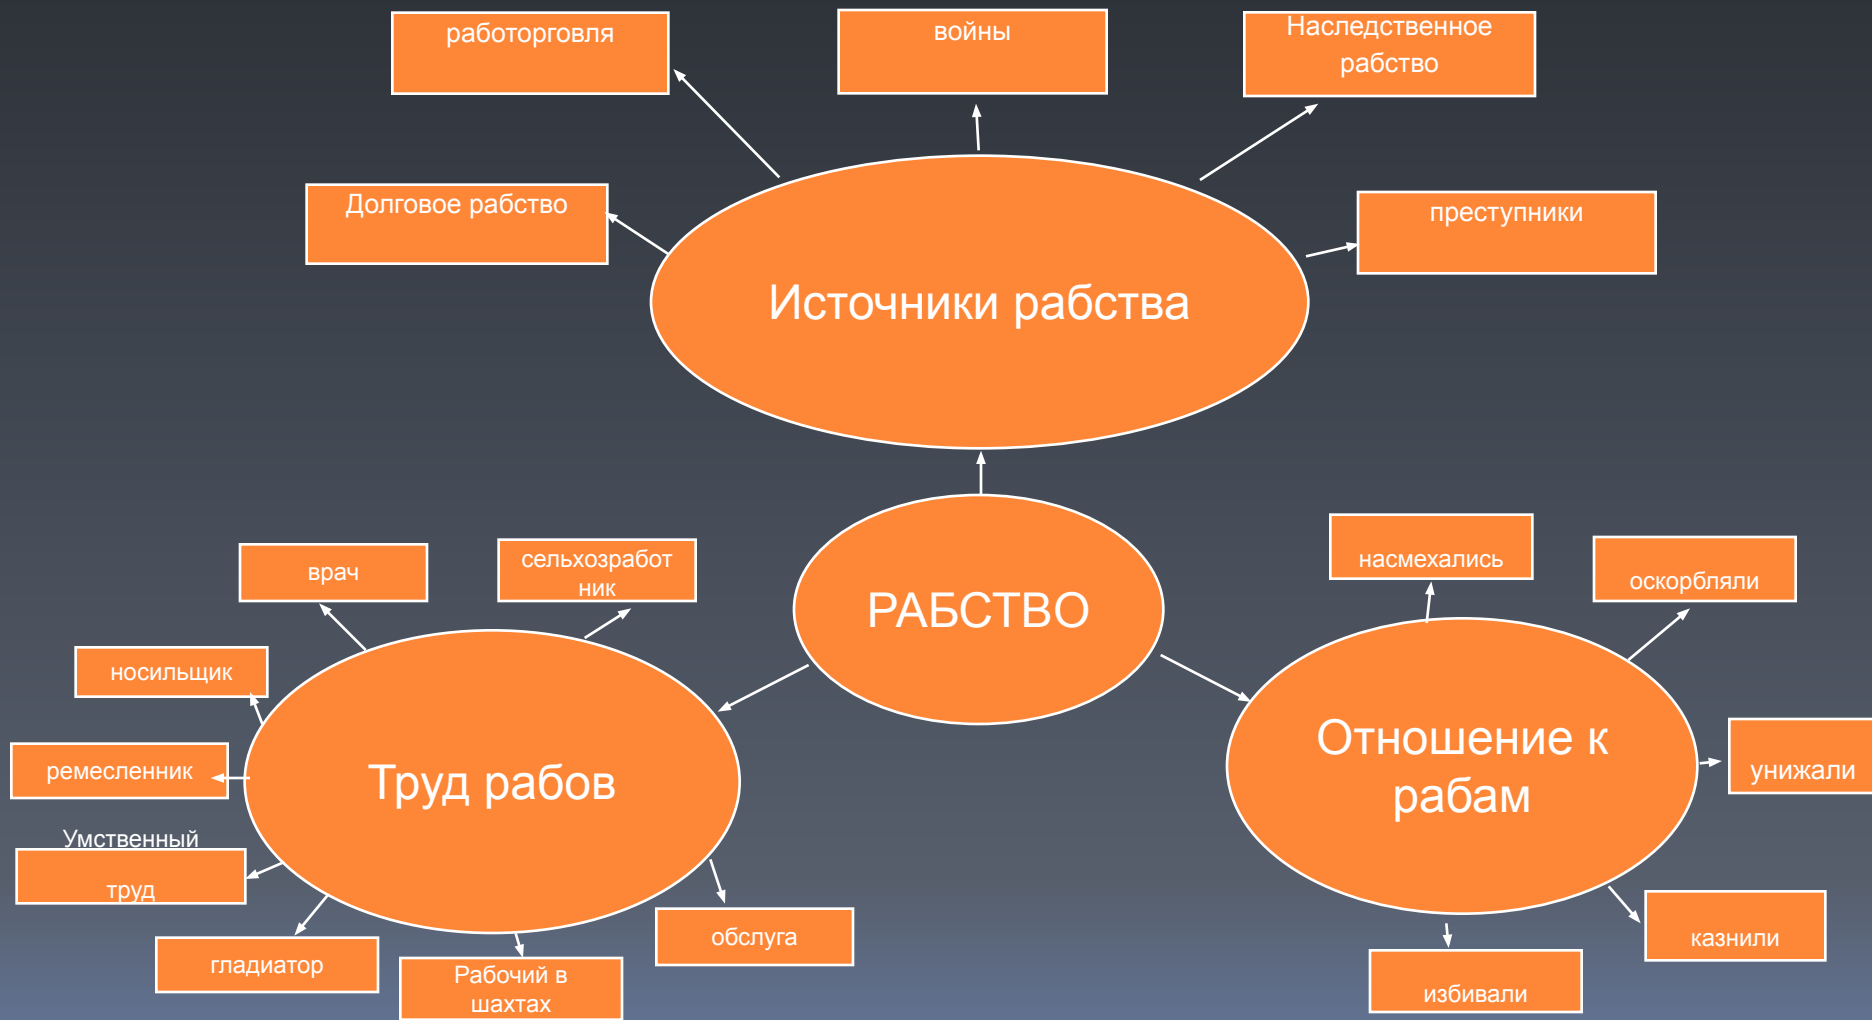 работорговля
войны
Наследственное
рабство
Долговое рабство
преступники
Источники рабства
РАБСТВО
врач
сельхозработ
ник
носильщик
ремесленник
Умственный
труд
гладиатор
Рабочий в
шахтах
обслуга
Труд рабов
насмехались
оскорбляли
унижали
казнили
избивали
Отношение к
рабам